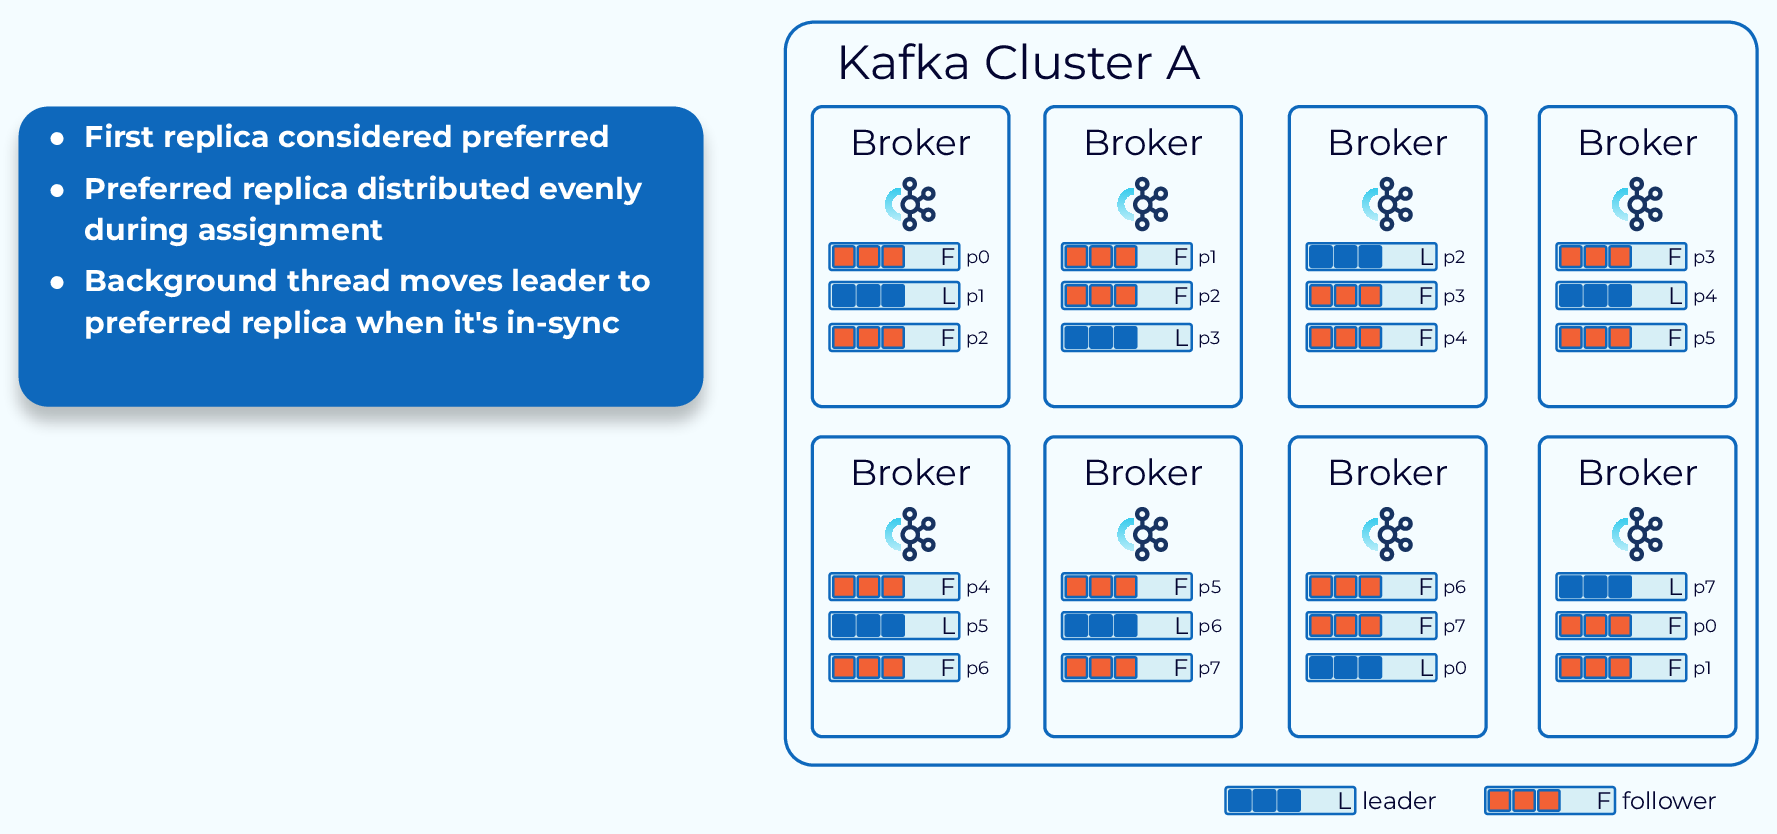 ● First replica considered preferred
● Preferred replica distributed evenly
during assignment
● Background thread moves leader to
preferred replica when it's in-sync
Kafka Cluster A
Broker
F p0
L p1
F p2
Broker
F p1
F p2
L p3
Broker
L p2
F p3
F p4
Broker
F p3
L p4
F p5
Broker
F p4
L p5
F p6
Broker
F p5
L p6
F p7
Broker
F p6
F p7
L p0
Broker
L p7
F p0
F p1
L leader
F follower